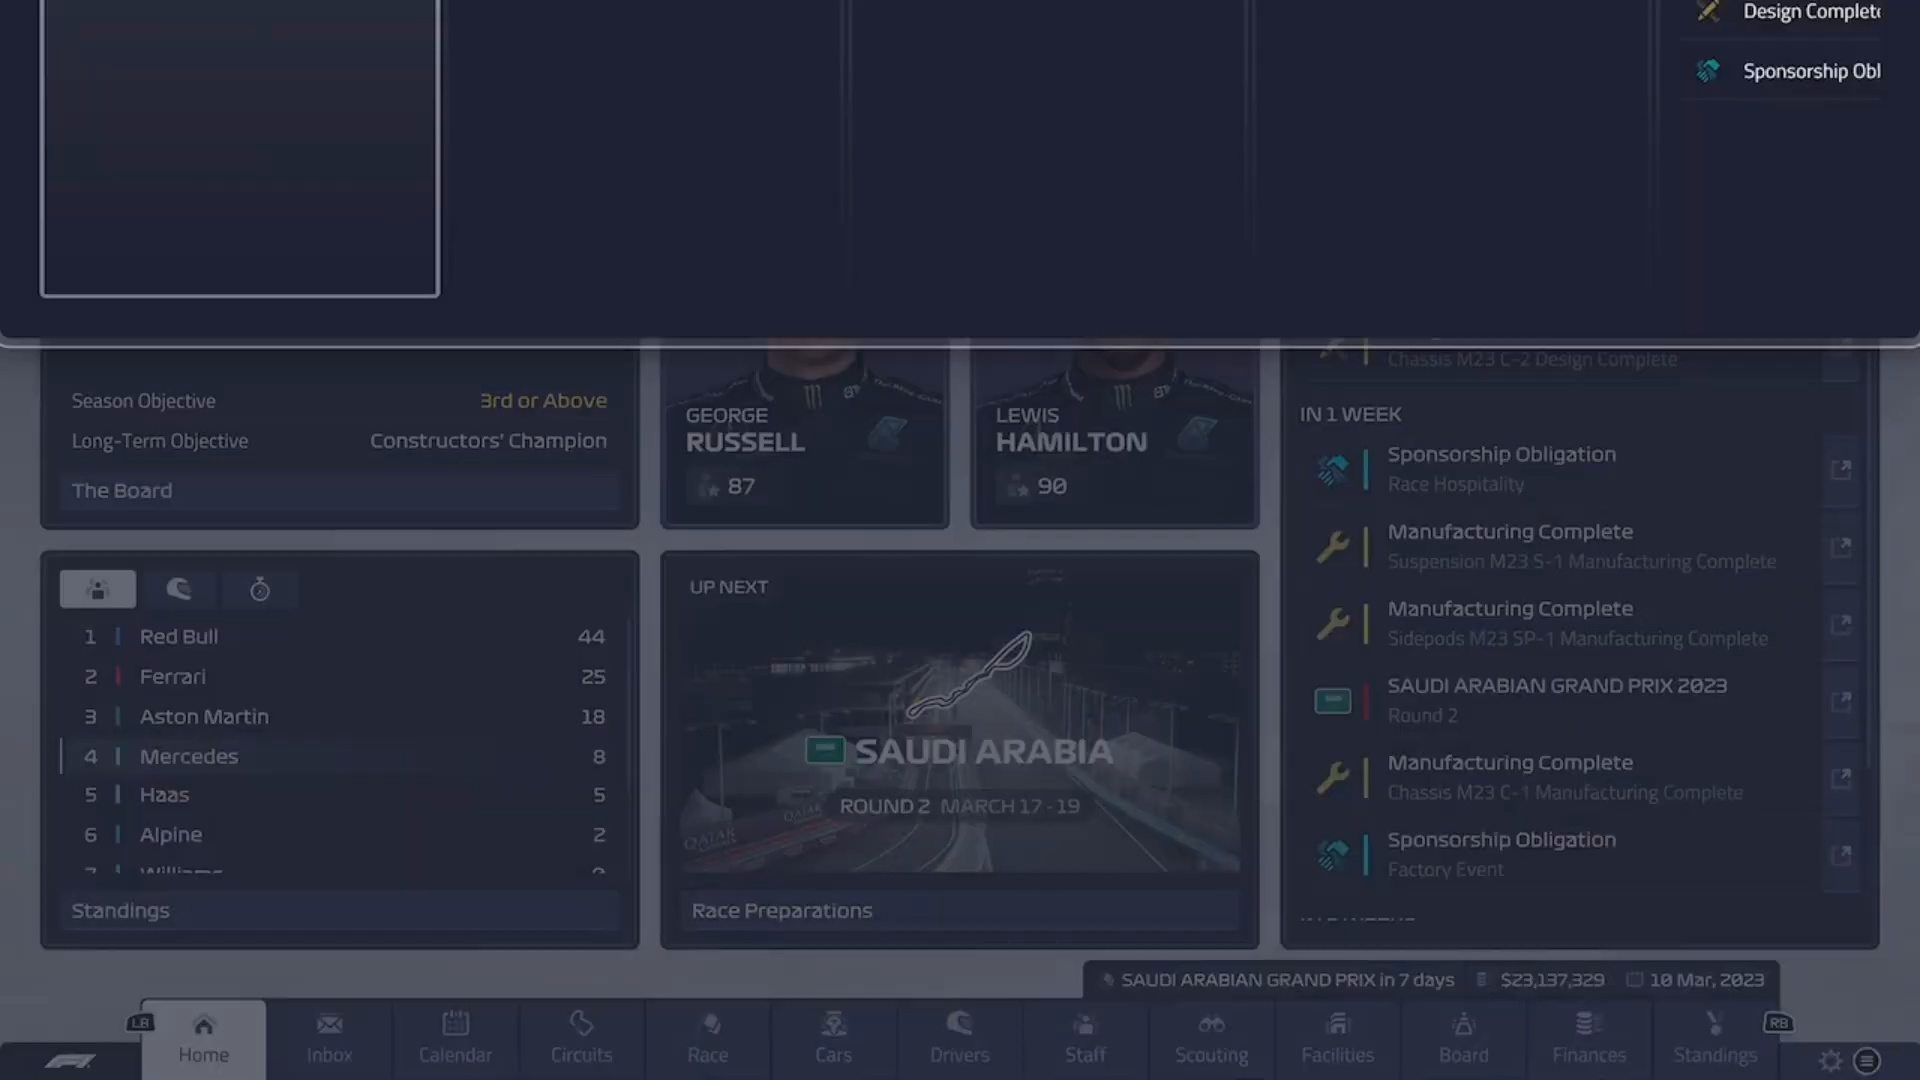 Design Complete
Sponsorship Obl
Season Objective
3rd or Above
Long-Term Objective
Constructors' Champion
The Board
GEORGE
RUSSELL
87
LEWIS
HAMILTON
90
Chassis M23 C-2 Design Complete
IN 1 WEEK
Sponsorship Obligation
Race Hospitality
Manufacturing Complete
Suspension M23 S-1 Manufacturing Complete
Manufacturing Complete
Sidepods M23 SP-1 Manufacturing Complete
SAUDI ARABIAN GRAND PRIX 2023
Round 2
Manufacturing Complete
Chassis M23 C-1 Manufacturing Complete
Sponsorship Obligation
Factory Event
1 Red Bull 44
2 Ferrari 25
3 Aston Martin 18
4 Mercedes 8
5 Haas 5
6 Alpine 2
Williams
Standings
UP NEXT
SAUDI ARABIA
ROUND 2 MARCH 17-19
QATAR
QATAR
Race Preparations
SAUDI ARABIAN GRAND PRIX in 7 days $23,137,329 10 Mar, 2023
LB Home Inbox Calendar Circuits Race Cars Drivers Staff Scouting Facilities Board Finances Standings RB